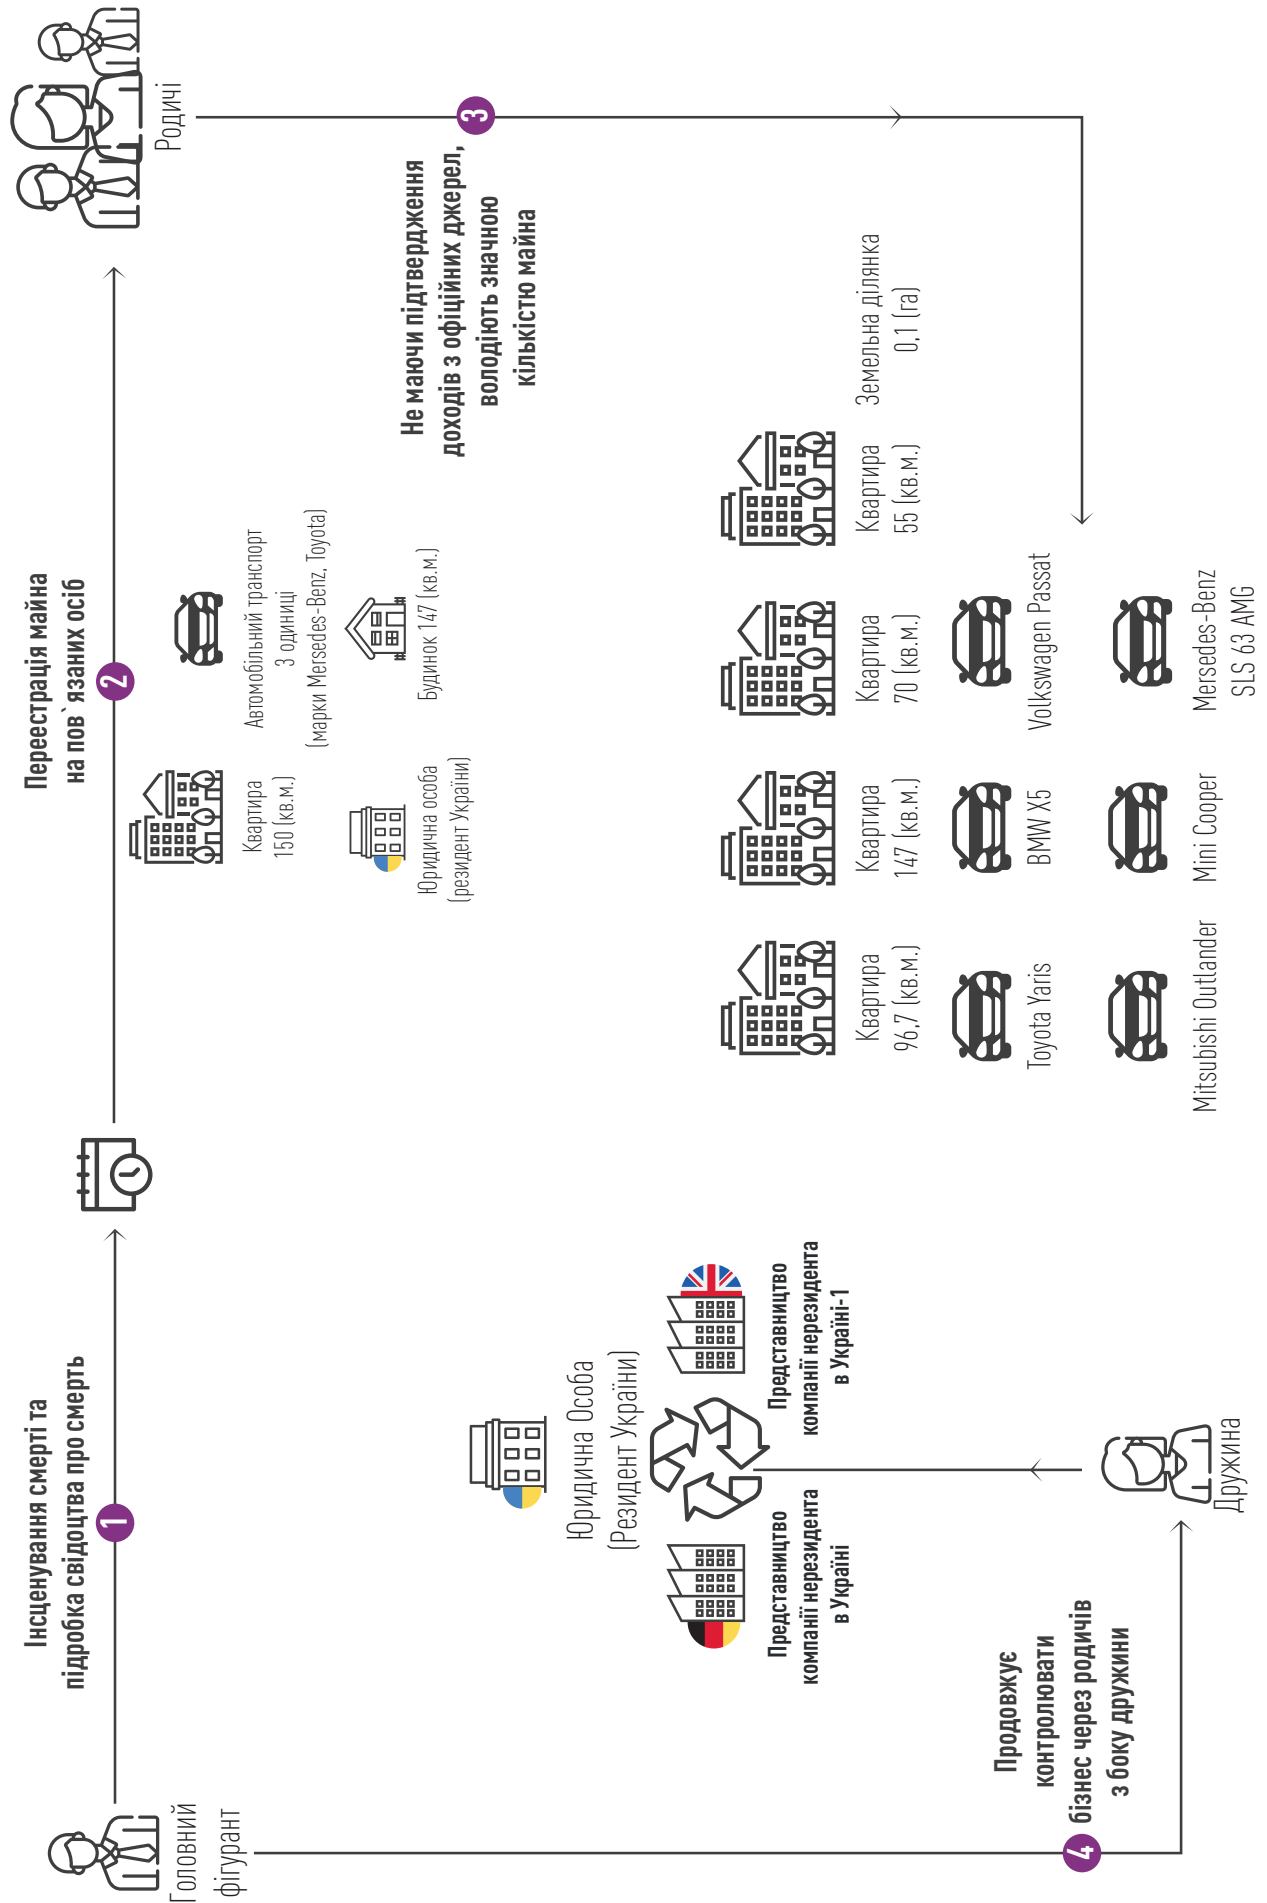 Головний
фігурант
1
Інсценування смерті та
підробка свідоцтва про смерть
2
Переестрація майна
на пов`язаних осіб
Родичі
Квартира
150 (кв.м.)
Автомобільний транспорт
3 одиниці
(марки Mersedes-Benz, Toyota)
Юридична особа
(резидент України)
Будинок 147 (кв.м.)
3
Не маючи підтвердження
доходів з офіційних джерел,
володіють значною
кількістю майна
Юридична Особа
(Резидент України)
Представництво
компанії нерезидента
в Україні
Представництво
компанії нерезидента
в Україні-1
Квартира
96,7 (кв.м.)
Квартира
147 (кв.м.)
Квартира
70 (кв.м.)
Квартира
55 (кв.м.)
Земельна ділянка
0,1 (га)
Toyota Yaris
BMW X5
Volkswagen Passat
Mitsubishi Outlander
Mini Cooper
Mersedes-Benz
SLS 63 AMG
4
Продовжує
контролювати
бізнес через родичів
з боку дружини
Дружина